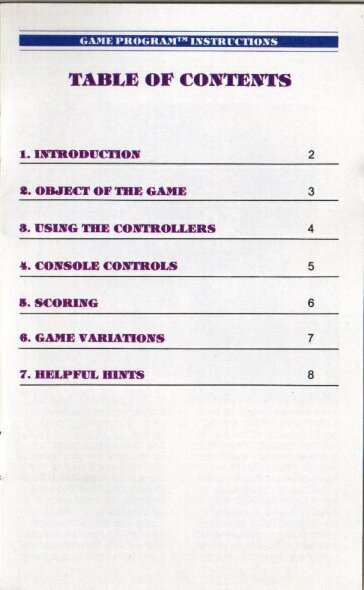 GAME PROGRAM™ INSTRUCTIONS
TABLE OF CONTENTS
1. INTRODUCTION 2
2. OBJECT OF THE GAME 3
3. USING THE CONTROLLERS 4
4. CONSOLE CONTROLS 5
5. SCORING 6
6. GAME VARIATIONS 7
7. HELPFUL HINTS 8